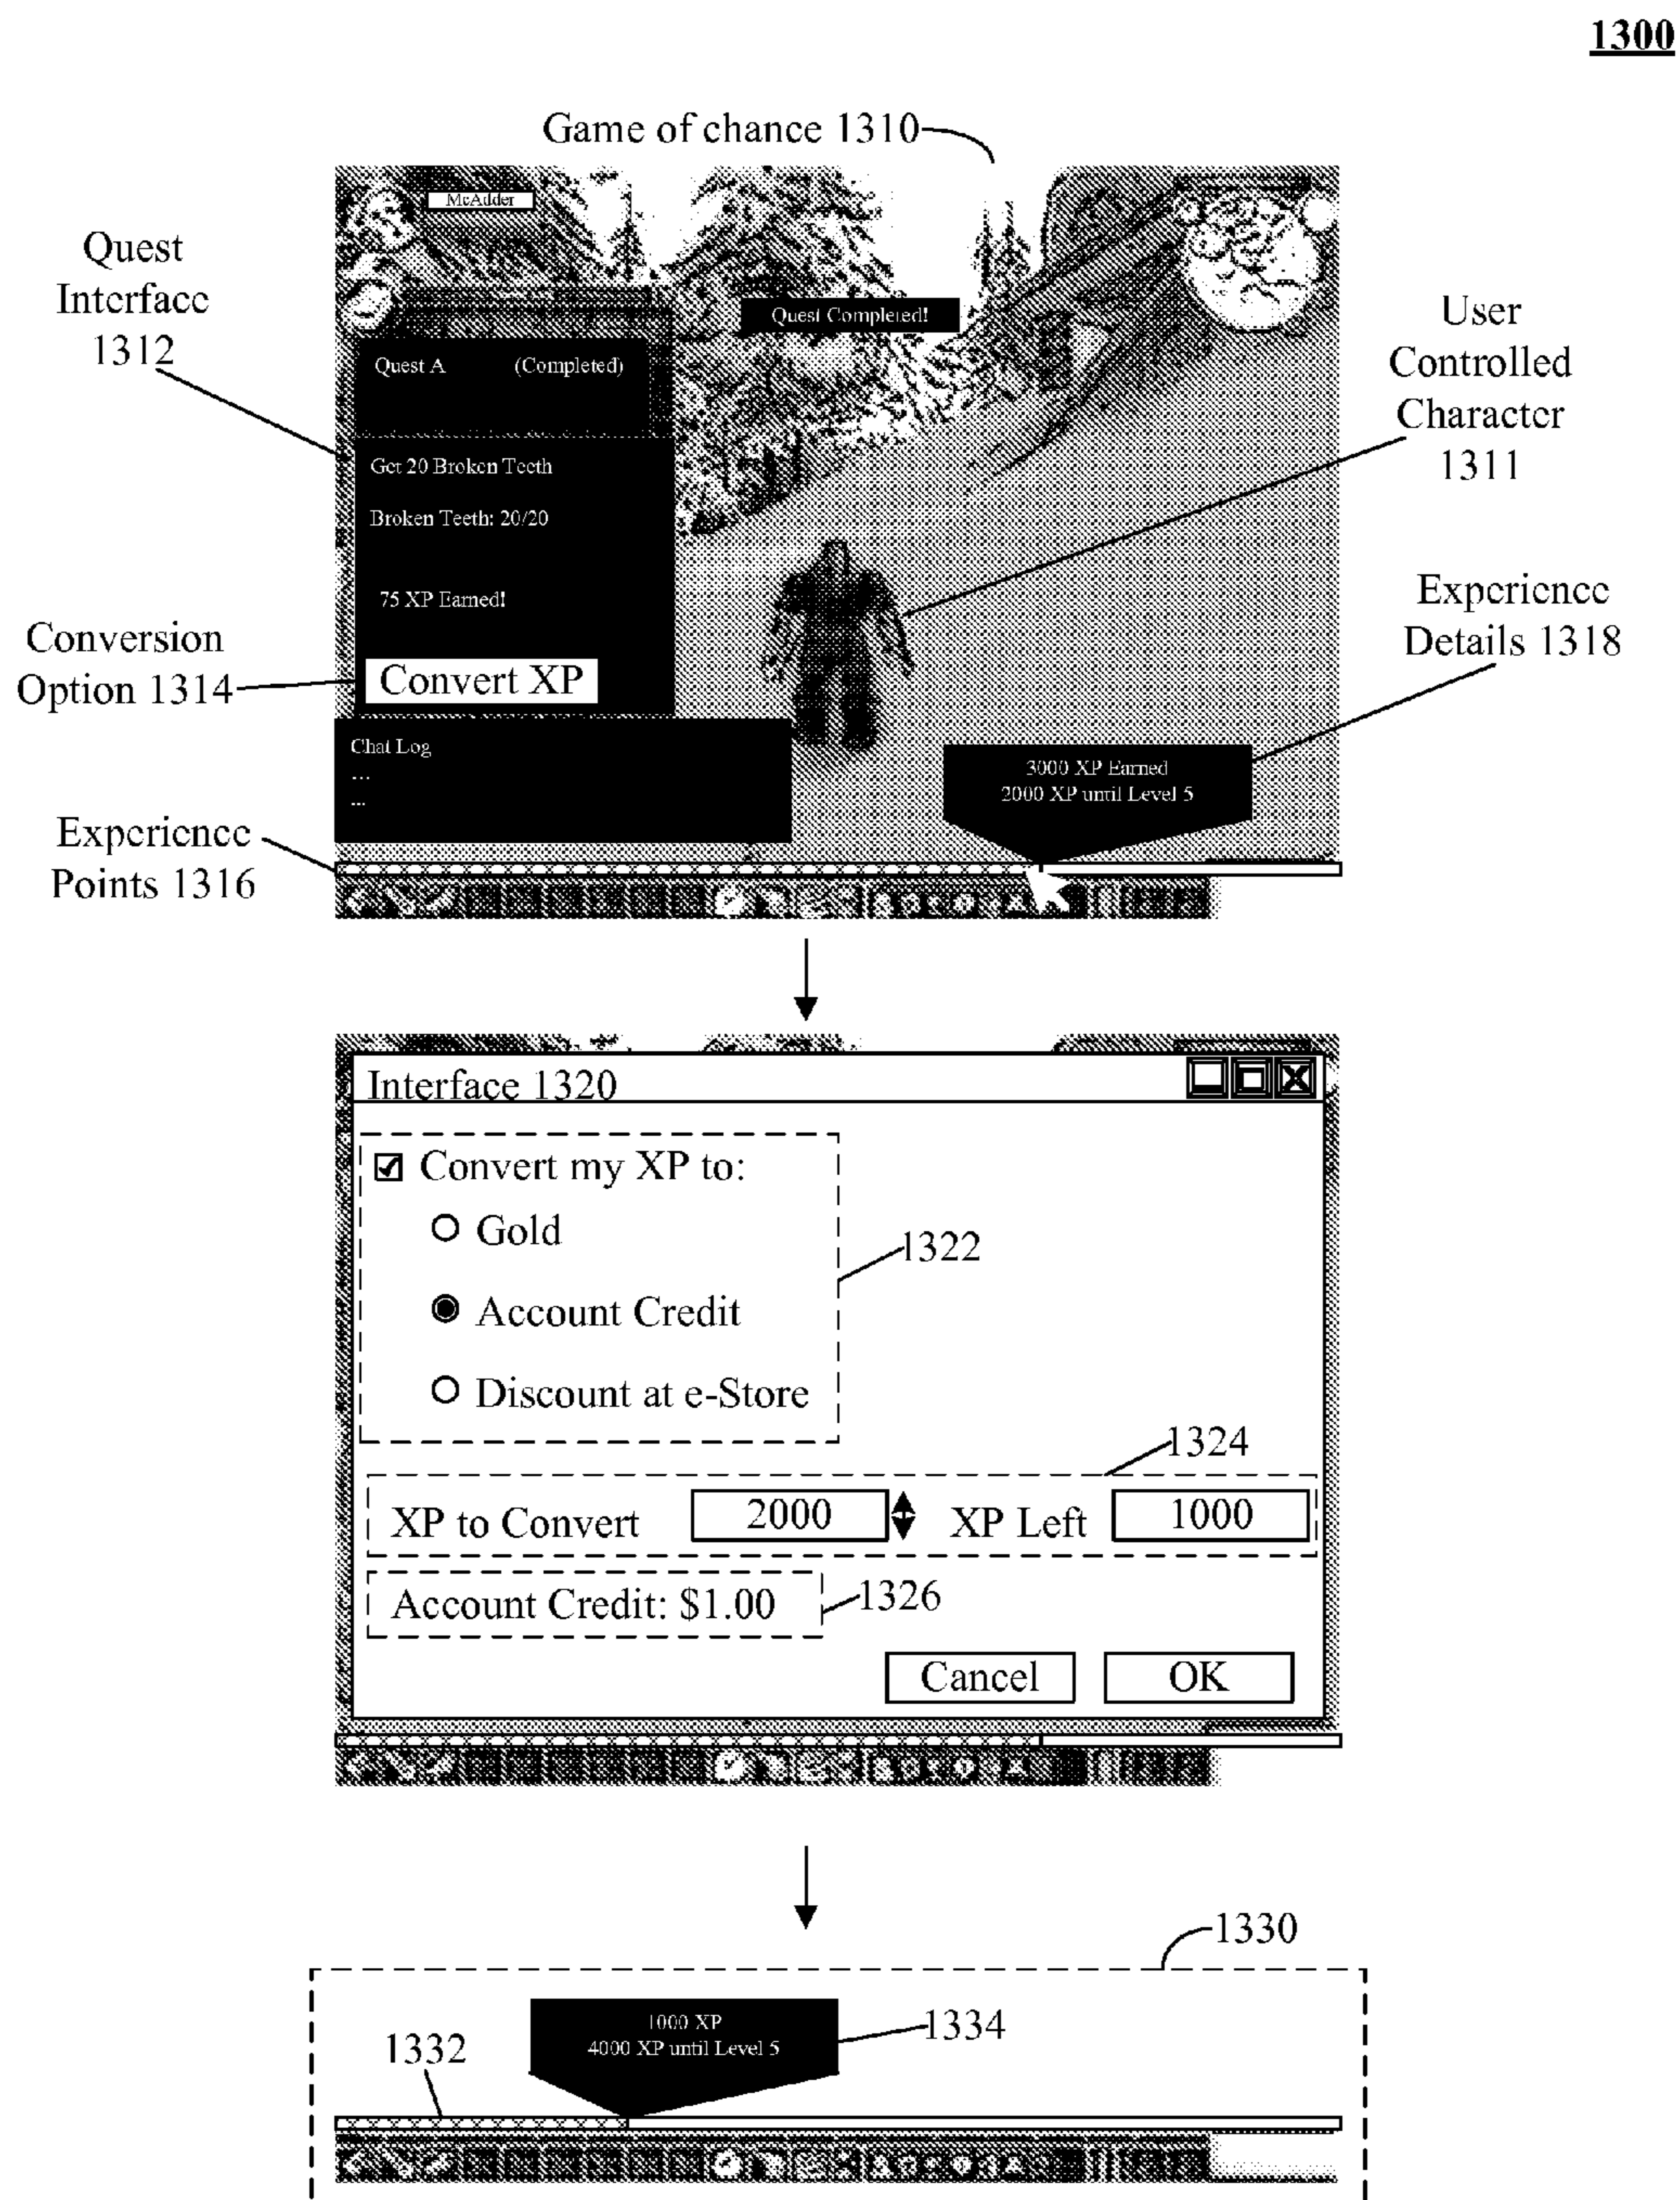 1300
Game of chance 1310
McAdder
Quest
Interface
1312
Quest Completed!
Quest A (Completed)
User
Controlled
Character
1311
Get 20 Broken Teeth
Broken Teeth: 20/20
75 XP Earned!
Experience
Details 1318
Conversion
Option 1314
Convert XP
Chat Log
...
...
3000 XP Earned
2000 XP until Level 5
Experience
Points 1316
Interface 1320
Convert my XP to:
Gold
1322
Account Credit
Discount at e-Store
1324
XP to Convert 2000 XP Left 1000
Account Credit: $1.00 1326
Cancel OK
1330
1000 XP
4000 XP until Level 5
1334
1332